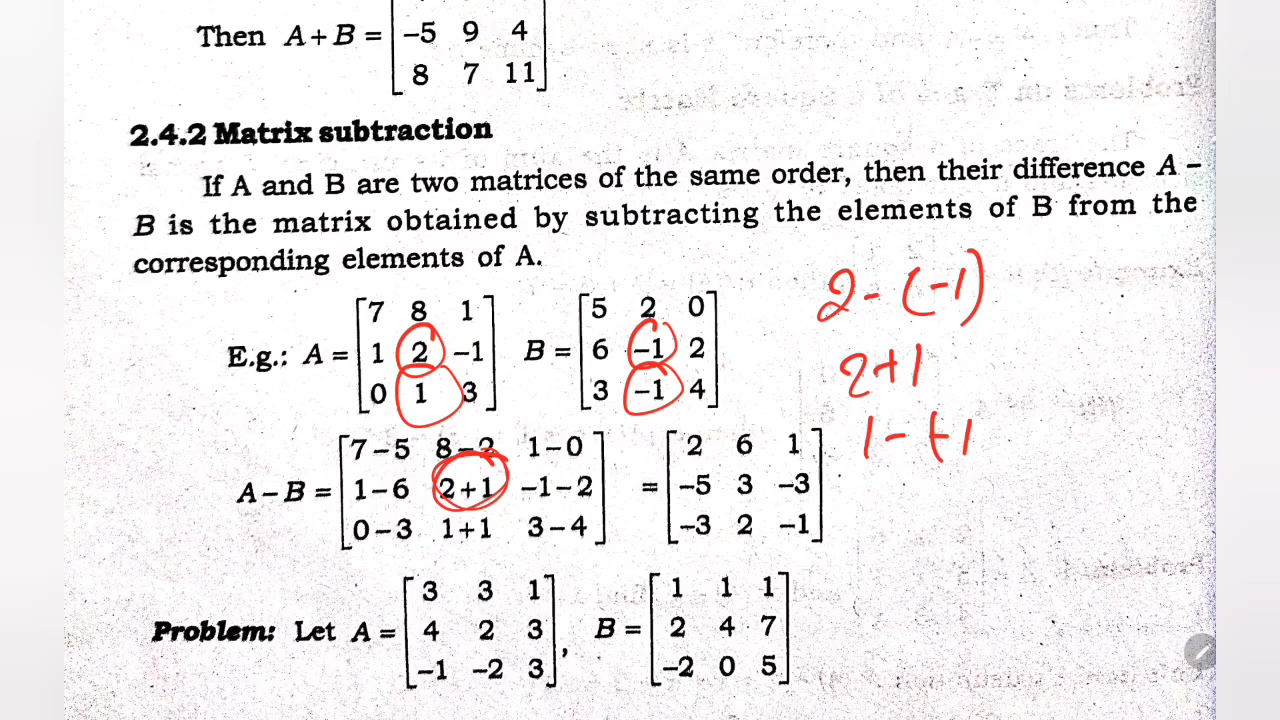 Then A+B = [-5 9 4
8 7 11]
2.4.2 Matrix subtraction
If A and B are two matrices of the same order, then their difference A –
B is the matrix obtained by subtracting the elements of B from the
corresponding elements of A.
2-(-1)
[7 8 1] [5 2 0]
E.g.: A = [1 2 -1] B = [6 -1 2]
[0 1 3] [3 -1 4]
2+1
1-(-1
[7-5 8-2 1-0] [2 6 1]
A-B = [1-6 2+1 -1-2] = [-5 3 -3]
[0-3 1+1 3-4] [-3 2 -1]
[3 3 1] [1 1 1]
Problem: Let A = [4 2 3], B = [2 4 7]
[-1 -2 3] [-2 0 5]